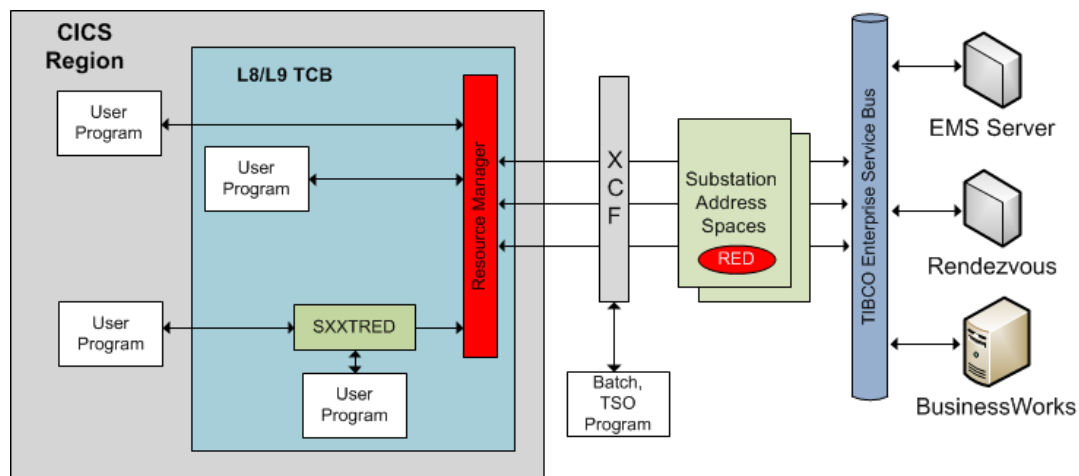 CICS
Region
L8/L9 TCB
User
Program
User
Program
Resource Manager
User
Program
SXXTRED
User
Program
X
C
F
Batch,
TSO
Program
Substation
Address
Spaces
RED
TIBCO Enterprise Service Bus
EMS Server
Rendezvous
BusinessWorks